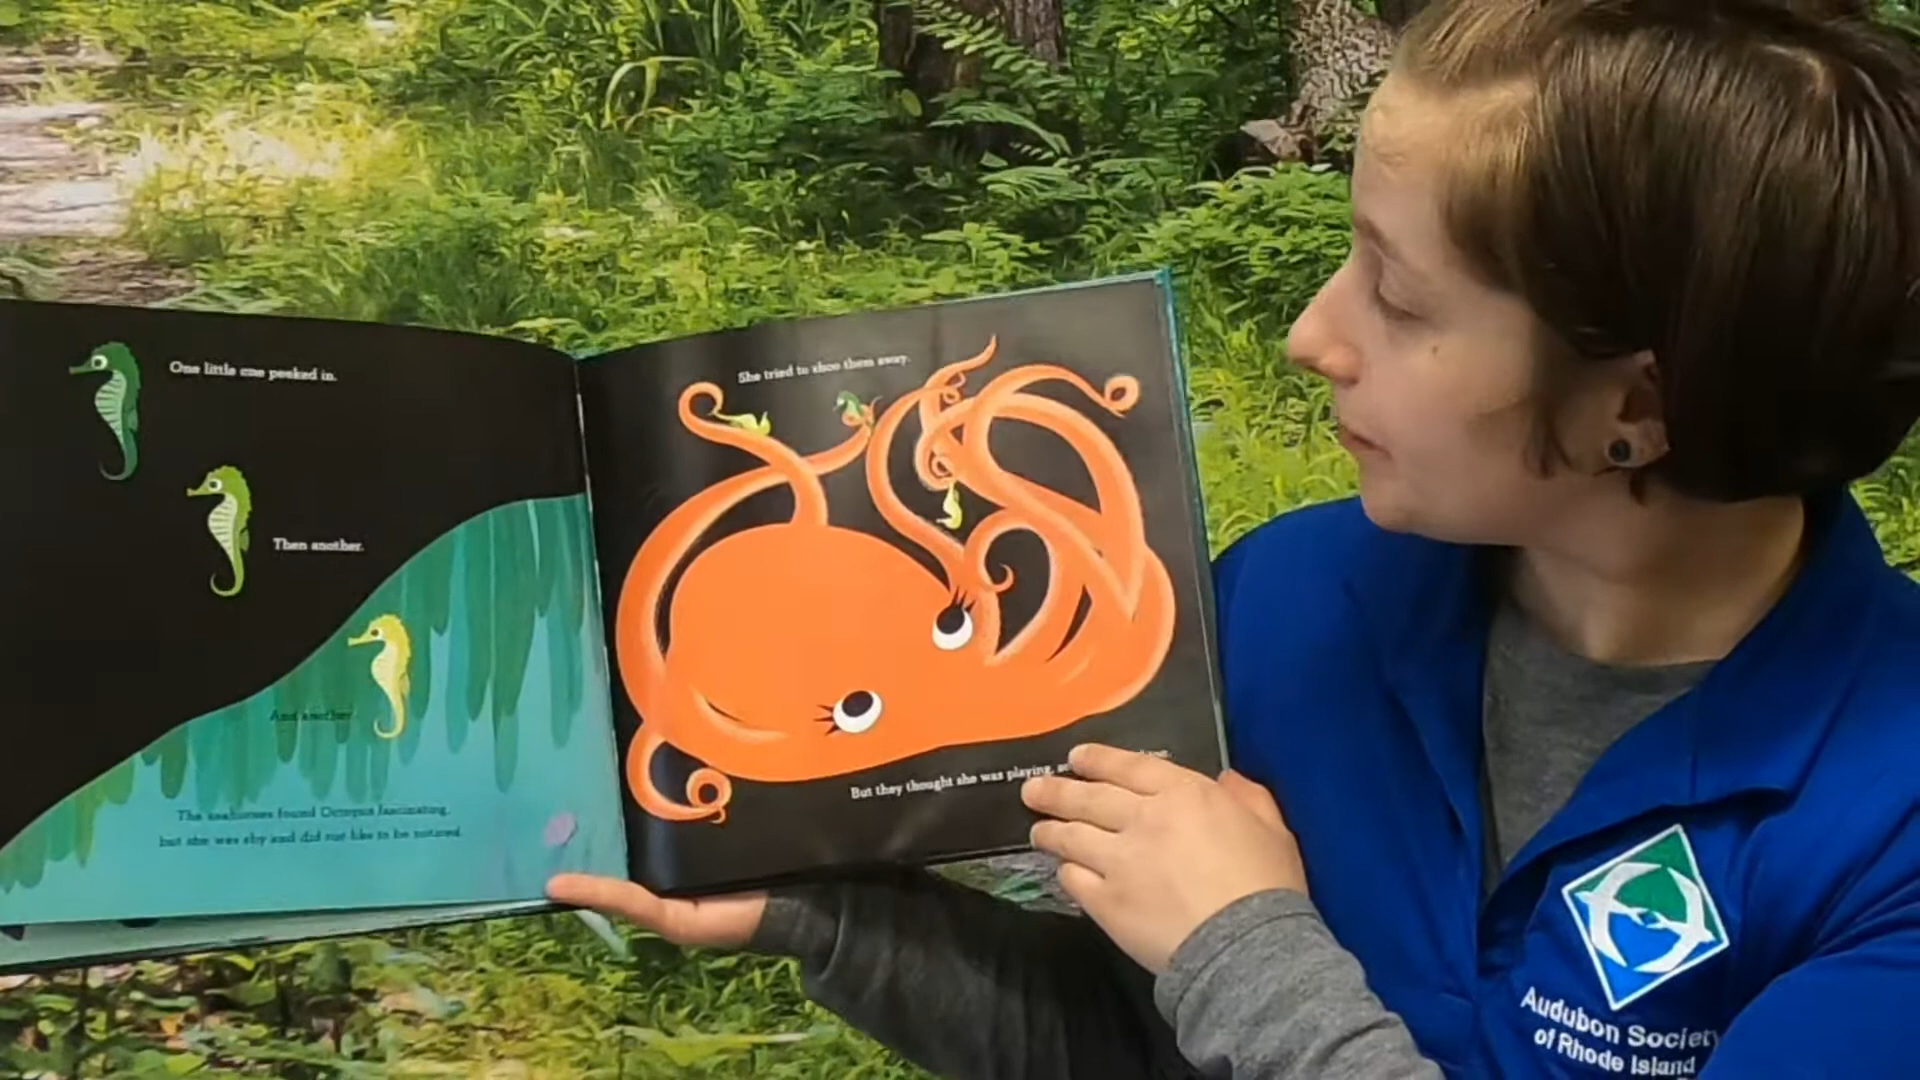 One little one peeked in.
Then another.
And another.
The seahorses found Octopus fascinating,
but she was shy and did not like to be noticed.
She tried to shoo them away.
But they thought she was playing,
Audubon Society
of Rhode Island